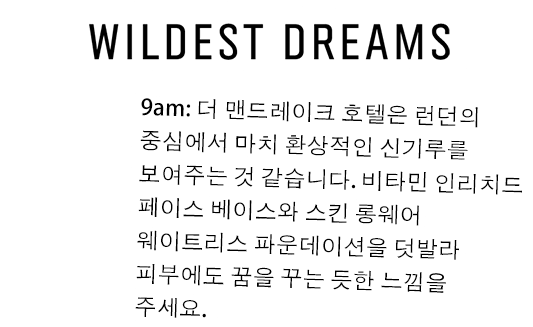 WILDEST DREAMS
9am: 더 맨드레이크 호텔은 런던의
중심에서 마치 환상적인 신기루를
보여주는 것 같습니다. 비타민 인리치드
페이스 베이스와 스킨 롱웨어
웨이트리스 파운데이션을 덧발라
피부에도 꿈을 꾸는 듯한 느낌을
주세요.